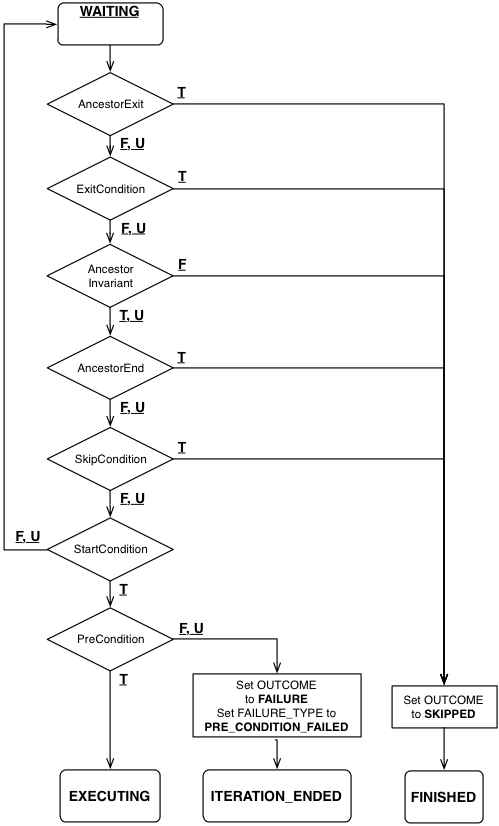 WAITING
AncestorExit
T
F, U
ExitCondition
T
F, U
Ancestor
Invariant
F
T, U
AncestorEnd
T
F, U
SkipCondition
T
F, U
StartCondition
F, U
T
PreCondition
F, U
T
Set OUTCOME
to FAILURE
Set FAILURE_TYPE to
PRE_CONDITION_FAILED
Set OUTCOME
to SKIPPED
EXECUTING
ITERATION_ENDED
FINISHED